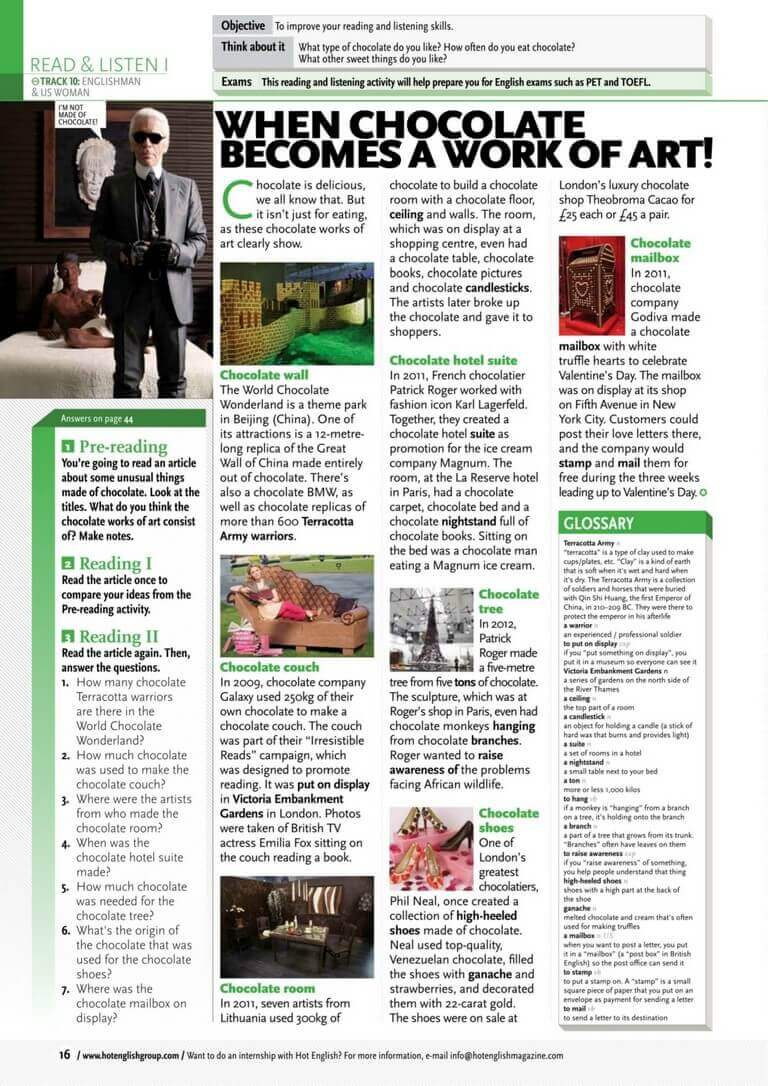 Objective To improve your reading and listening skills.
Think about it What type of chocolate do you like? How often do you eat chocolate?
What other sweet things do you like?
Exams This reading and listening activity will help prepare you for English exams such as PET and TOEFL.
READ & LISTEN I
TRACK 10: ENGLISHMAN
& US WOMAN
I'M NOT
MADE OF
CHOCOLATE!
WHEN CHOCOLATE
BECOMES A WORK OF ART!
Answers on page 44
1 Pre-reading
You're going to read an article
about some unusual things
made of chocolate. Look at the
titles. What do you think the
chocolate works of art consist
of? Make notes.
2 Reading I
Read the article once to
compare your ideas from the
Pre-reading activity.
3 Reading II
Read the article again. Then,
answer the questions.
1. How many chocolate
Terracotta warriors
are there in the
World Chocolate
Wonderland?
2. How much chocolate
was used to make the
chocolate couch?
3. Where were the artists
from who made the
chocolate room?
4. When was the
chocolate hotel suite
made?
5. How much chocolate
was needed for the
chocolate tree?
6. What's the origin of
the chocolate that was
used for the chocolate
shoes?
7. Where was the
chocolate mailbox on
display?
Chocolate is delicious,
we all know that. But
it isn't just for eating,
as these chocolate works of
art clearly show.
Chocolate wall
The World Chocolate
Wonderland is a theme park
in Beijing (China). One of
its attractions is a 12-metre-
long replica of the Great
Wall of China made entirely
out of chocolate. There's
also a chocolate BMW, as
well as chocolate replicas of
more than 600 Terracotta
Army warriors.
Chocolate couch
In 2009, chocolate company
Galaxy used 250kg of their
own chocolate to make a
chocolate couch. The couch
was part of their "Irresistible
Reads" campaign, which
was designed to promote
reading. It was put on display
in Victoria Embankment
Gardens in London. Photos
were taken of British TV
actress Emilia Fox sitting on
the couch reading a book.
Chocolate room
In 2011, seven artists from
Lithuania used 300kg of
chocolate to build a chocolate
room with a chocolate floor,
ceiling and walls. The room,
which was on display at a
shopping centre, even had
a chocolate table, chocolate
books, chocolate pictures
and chocolate candlesticks.
The artists later broke up
the chocolate and gave it to
shoppers.
Chocolate hotel suite
In 2011, French chocolatier
Patrick Roger worked with
fashion icon Karl Lagerfeld.
Together, they created a
chocolate hotel suite as
promotion for the ice cream
company Magnum. The
room, at the La Reserve hotel
in Paris, had a chocolate
carpet, chocolate bed and a
chocolate nightstand full of
chocolate books. Sitting on
the bed was a chocolate man
eating a Magnum ice cream.
Chocolate
tree
In 2012,
Patrick
Roger made
a five-metre
tree from five tons of chocolate.
The sculpture, which was at
Roger's shop in Paris, even had
chocolate monkeys hanging
from chocolate branches.
Roger wanted to raise
awareness of the problems
facing African wildlife.
Chocolate
shoes
One of
London's
greatest
chocolatiers,
Phil Neal, once created a
collection of high-heeled
shoes made of chocolate.
Neal used top-quality,
Venezuelan chocolate, filled
the shoes with ganache and
strawberries, and decorated
them with 22-carat gold.
The shoes were on sale at
London's luxury chocolate
shop Theobroma Cacao for
£25 each or £45 a pair.
Chocolate
mailbox
In 2011,
chocolate
company
Godiva made
a chocolate
mailbox with white
truffle hearts to celebrate
Valentine's Day. The mailbox
was on display at its shop
on Fifth Avenue in New
York City. Customers could
post their love letters there,
and the company would
stamp and mail them for
free during the three weeks
leading up to Valentine's Day.
GLOSSARY
Terracotta Army n
"terracotta" is a type of clay used to make
cups/plates, etc. "Clay" is a kind of earth
that is soft when it's wet and hard when
it's dry. The Terracotta Army is a collection
of soldiers and horses that were buried
with Qin Shi Huang, the first Emperor of
China, in 210-209 BC. They were there to
protect the emperor in his afterlife
a warrior n
an experienced / professional soldier
to put on display exp
if you "put something on display", you
put it in a museum so everyone can see it
Victoria Embankment Gardens n
a series of gardens on the north side of
the River Thames
a ceiling n
the top part of a room
a candlestick n
an object for holding a candle (a stick of
hard wax that burns and provides light)
a suite n
a set of rooms in a hotel
a nightstand n
a small table next to your bed
a ton n
more or less 1,000 kilos
to hang vb
if a monkey is "hanging" from a branch
on a tree, it's holding onto the branch
a branch n
a part of a tree that grows from its trunk.
"Branches" often have leaves on them
to raise awareness exp
if you "raise awareness" of something,
you help people understand that thing
high-heeled shoes n
shoes with a high part at the back of
the shoe
ganache n
melted chocolate and cream that's often
used for making truffles
a mailbox n US
when you want to post a letter, you put
it in a "mailbox" (a "post box" in British
English) so the post office can send it
to stamp vb
to put a stamp on. A "stamp" is a small
square piece of paper that you put on an
envelope as payment for sending a letter
to mail vb
to send a letter to its destination
16 / www.hotenglishgroup.com / Want to do an internship with Hot English? For more information, e-mail info@hotenglishmagazine.com